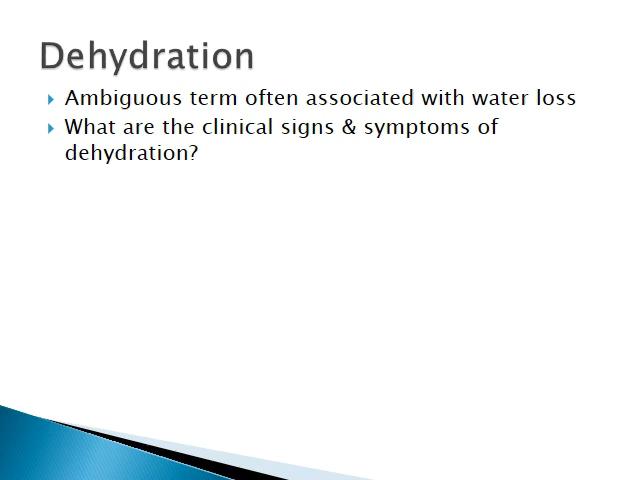 Dehydration
Ambiguous term often associated with water loss
What are the clinical signs & symptoms of
dehydration?